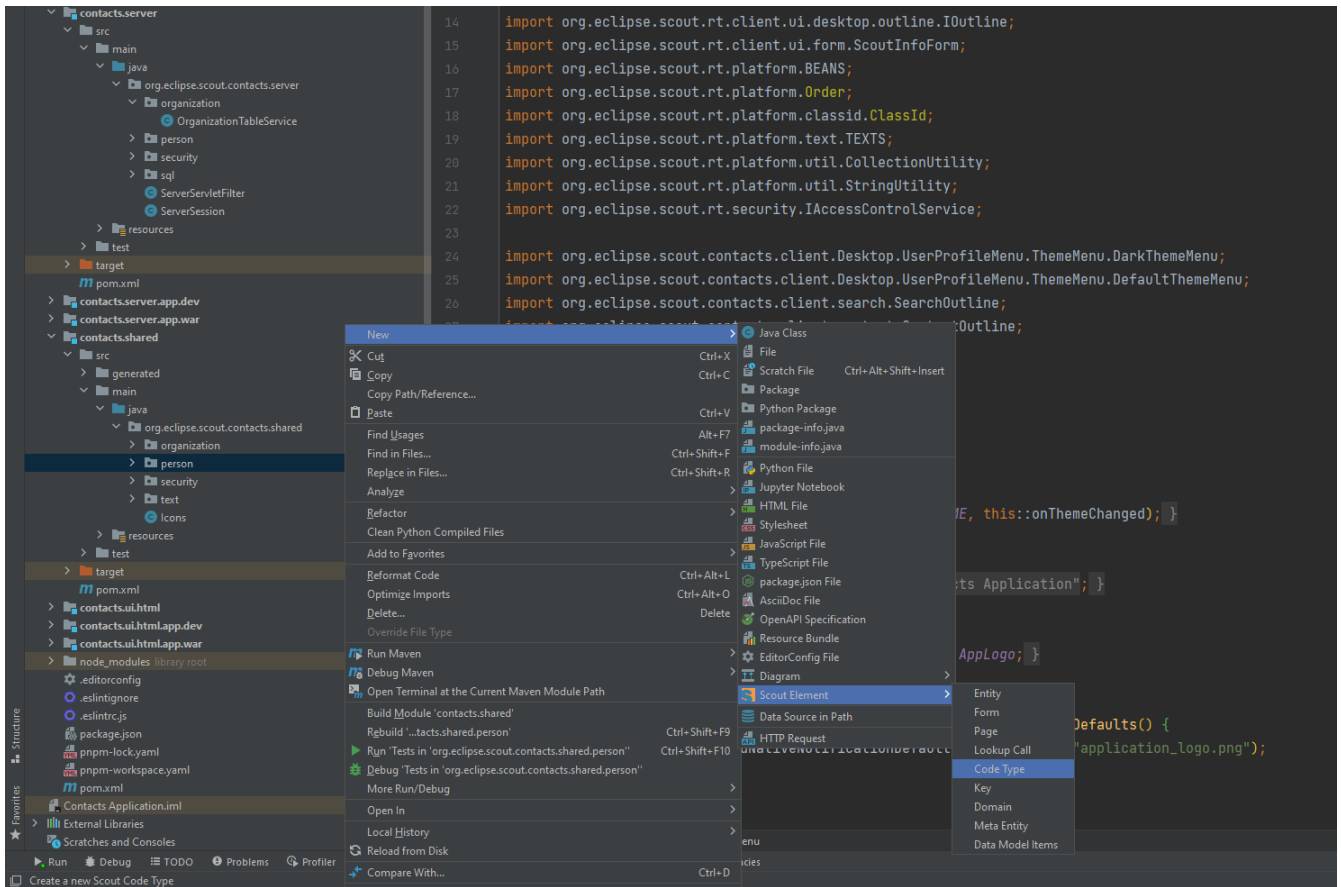 contacts.server
src
main
java
org.eclipse.scout.contacts.server
organization
OrganizationTableService
person
security
sql
ServerServletFilter
ServerSession
resources
test
target
pom.xml
contacts.server.app.dev
contacts.server.app.war
contacts.shared
src
generated
main
java
org.eclipse.scout.contacts.shared
organization
person
security
text
Icons
resources
test
target
pom.xml
contacts.ui.html
contacts.ui.html.app.dev
contacts.ui.html.app.war
node_modules library root
.editorconfig
.eslintignore
.eslintrc.js
package.json
pnpm-lock.yaml
pnpm-workspace.yaml
pom.xml
Contacts Application.iml
External Libraries
Scratches and Consoles
Structure
Favorites
Run Debug TODO Problems Profiler
Create a new Scout Code Type
14 import org.eclipse.scout.rt.client.ui.desktop.outline.IOutline;
15 import org.eclipse.scout.rt.client.ui.form.ScoutInfoForm;
16 import org.eclipse.scout.rt.platform.BEANS;
17 import org.eclipse.scout.rt.platform.Order;
18 import org.eclipse.scout.rt.platform.classid.ClassId;
19 import org.eclipse.scout.rt.platform.text.TEXTS;
20 import org.eclipse.scout.rt.platform.util.CollectionUtility;
21 import org.eclipse.scout.rt.platform.util.StringUtility;
22 import org.eclipse.scout.rt.security.IAccessControlService;
23
24 import org.eclipse.scout.contacts.client.Desktop.UserProfileMenu.ThemeMenu.DarkThemeMenu;
25 import org.eclipse.scout.contacts.client.Desktop.UserProfileMenu.ThemeMenu.DefaultThemeMenu;
26 import org.eclipse.scout.contacts.client.search.SearchOutline;
tOutline;
ME, this::onThemeChanged); }
cts Application"; }
AppLogo; }
Defaults() {
"application_logo.png");
enu
cies
New
Cut Ctrl+X
Copy Ctrl+C
Copy Path/Reference...
Paste Ctrl+V
Find Usages Alt+F7
Find in Files... Ctrl+Shift+F
Replace in Files... Ctrl+Shift+R
Analyze
Refactor
Clean Python Compiled Files
Add to Favorites
Reformat Code Ctrl+Alt+L
Optimize Imports Ctrl+Alt+O
Delete... Delete
Override File Type
Run Maven
Debug Maven
Open Terminal at the Current Maven Module Path
Build Module 'contacts.shared'
Rebuild '...tacts.shared.person' Ctrl+Shift+F9
Run 'Tests in 'org.eclipse.scout.contacts.shared.person'' Ctrl+Shift+F10
Debug 'Tests in 'org.eclipse.scout.contacts.shared.person''
More Run/Debug
Open In
Local History
Reload from Disk
Compare With... Ctrl+D
Java Class
File
Scratch File Ctrl+Alt+Shift+Insert
Package
Python Package
package-info.java
module-info.java
Python File
Jupyter Notebook
HTML File
Stylesheet
JavaScript File
TypeScript File
package.json File
AsciiDoc File
OpenAPI Specification
Resource Bundle
EditorConfig File
Diagram
Scout Element
Data Source in Path
HTTP Request
Entity
Form
Page
Lookup Call
Code Type
Key
Domain
Meta Entity
Data Model Items